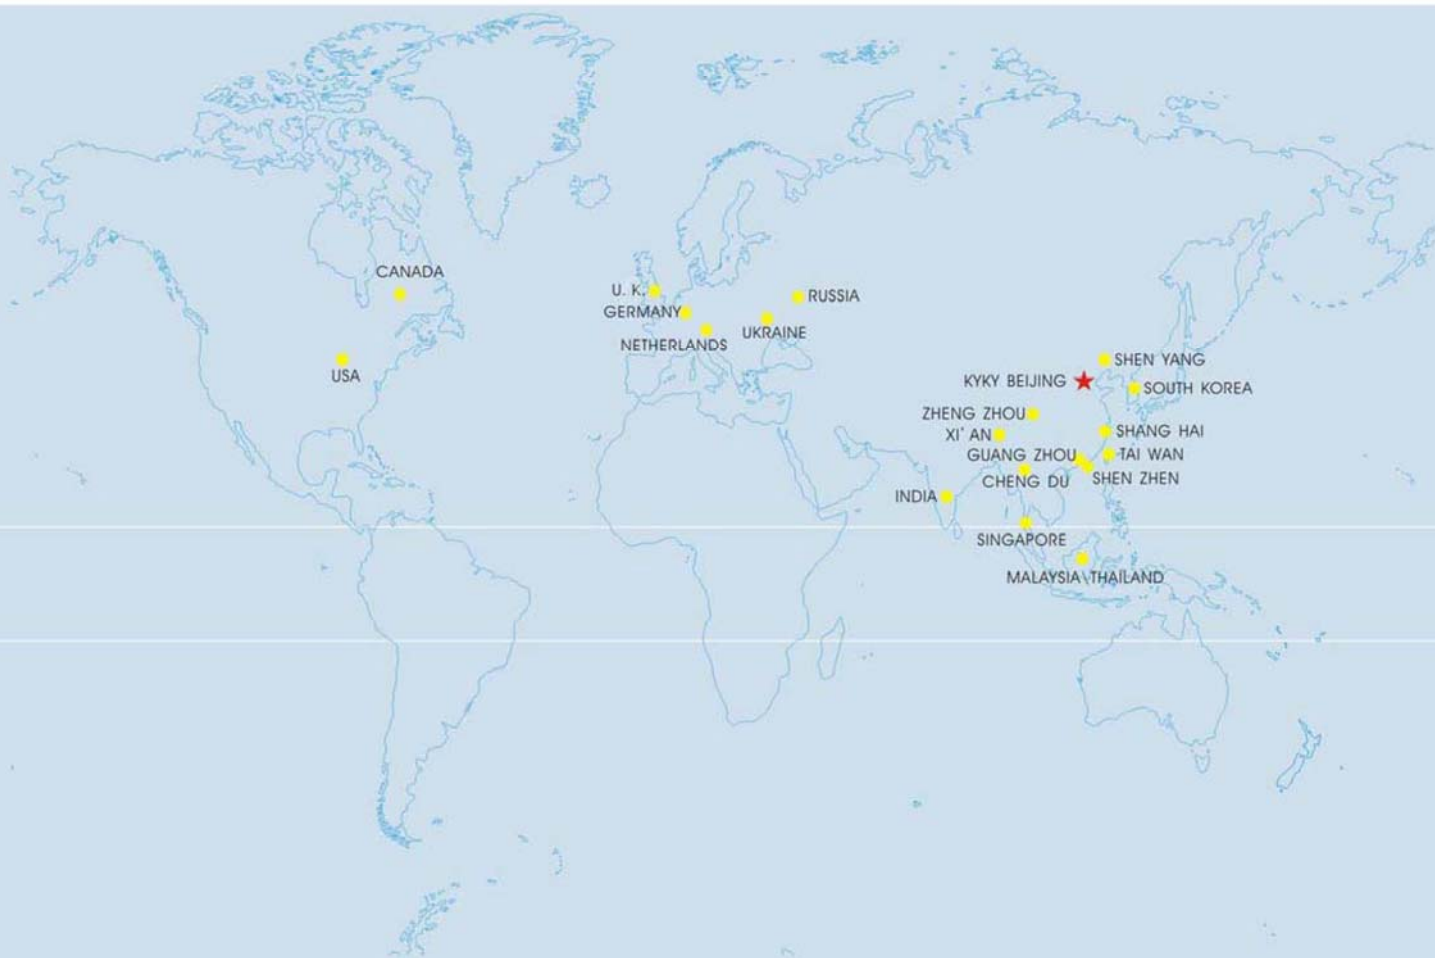 CANADA
U. K.
RUSSIA
GERMANY
UKRAINE
NETHERLANDS
USA
SHEN YANG
KYKY BEIJING
SOUTH KOREA
ZHENG ZHOU
XI' AN
SHANG HAI
GUANG ZHOU
TAI WAN
CHENG DU
SHEN ZHEN
INDIA
SINGAPORE
MALAYSIA\THAILAND